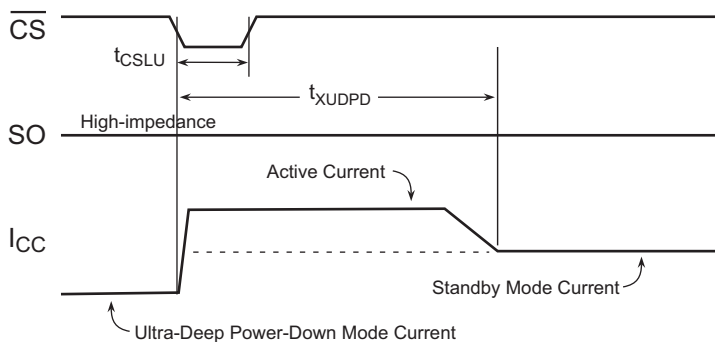 CS
tCSLU
tXUDPD
High-impedance
SO
Active Current
ICC
Standby Mode Current
Ultra-Deep Power-Down Mode Current